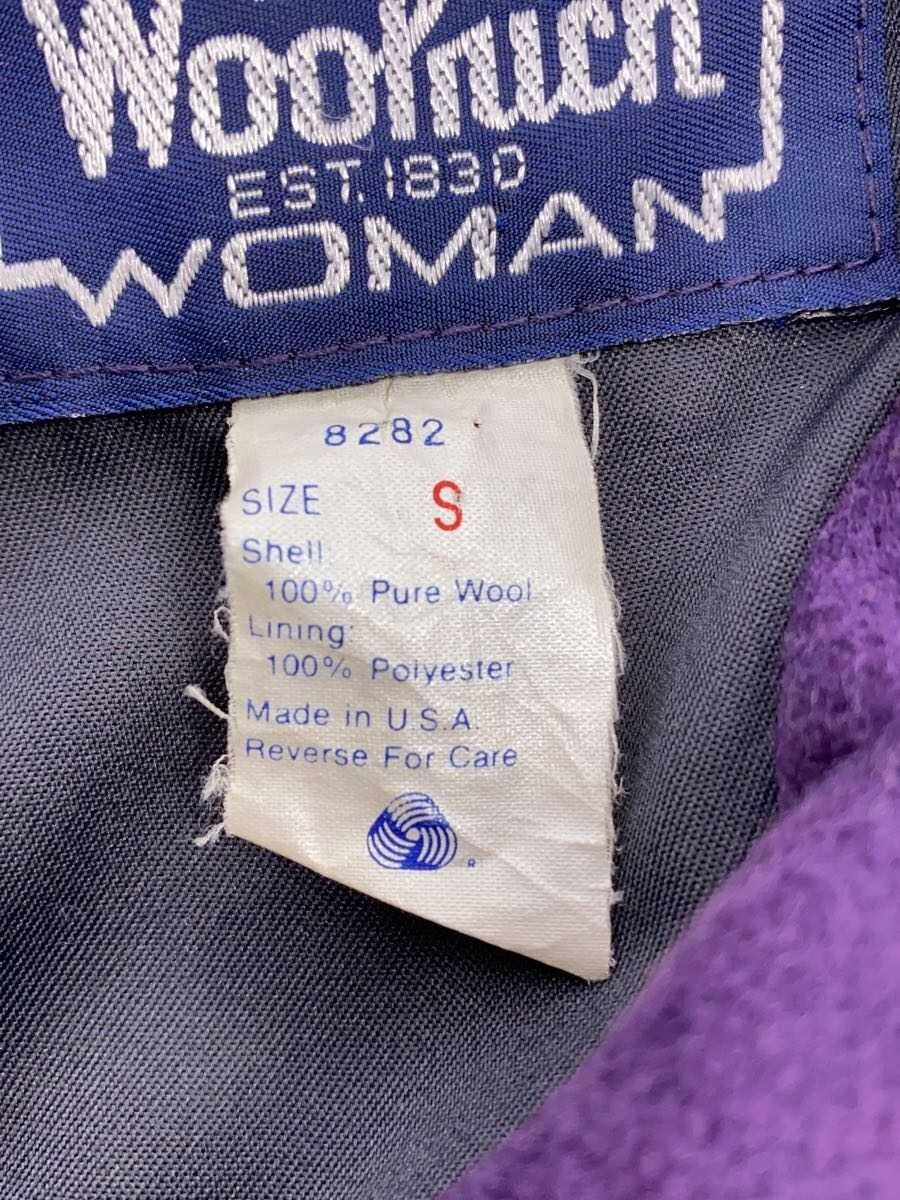 Woolrich
EST. 1830
WOMAN
8282
SIZE S
Shell
100% Pure Wool
Lining:
100% Polyester
Made in U.S.A.
Reverse For Care
R